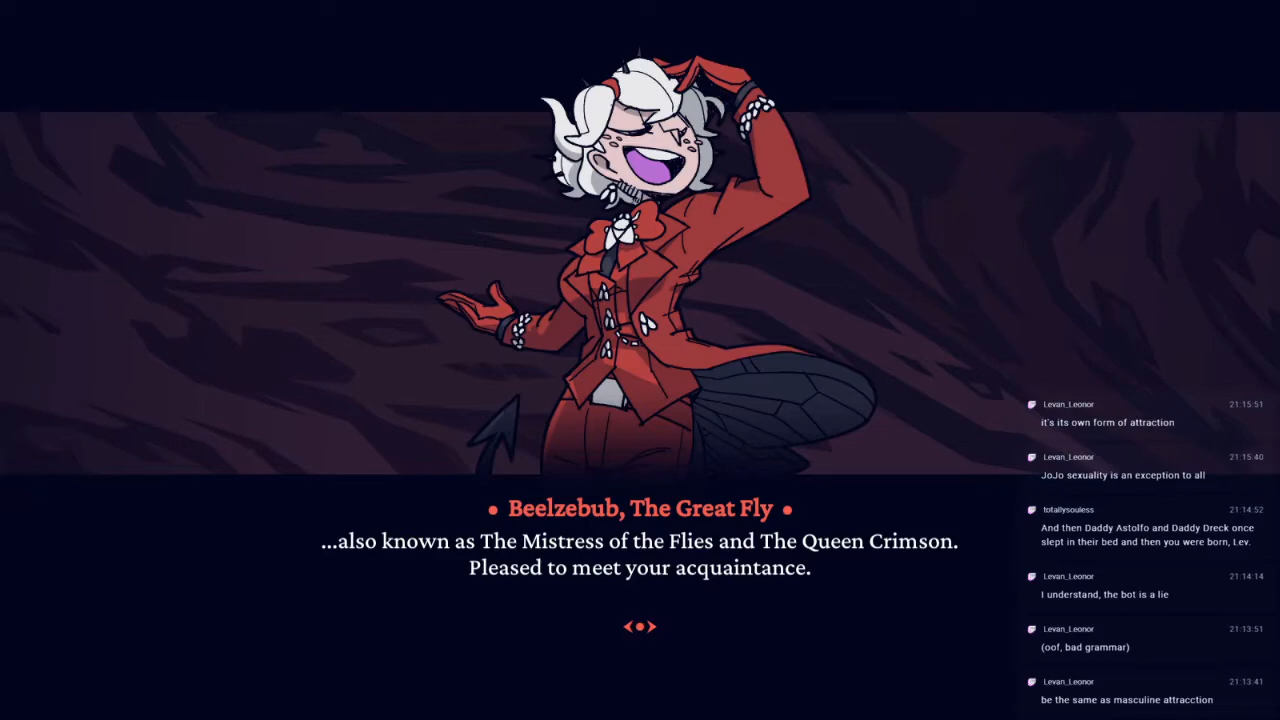 • Beelzebub, The Great Fly •
...also known as The Mistress of the Flies and The Queen Crimson.
Pleased to meet your acquaintance.
Levan_Leonor 21:15:51
it's its own form of attraction
Levan_Leonor 21:15:40
JoJo sexuality is an exception to all
totallysouless 21:14:52
And then Daddy Astolfo and Daddy Dreck once
slept in their bed and then you were born, Lev.
Levan_Leonor 21:14:14
I understand, the bot is a lie
Levan_Leonor 21:13:51
(oof, bad grammar)
Levan_Leonor 21:13:41
be the same as masculine attracction